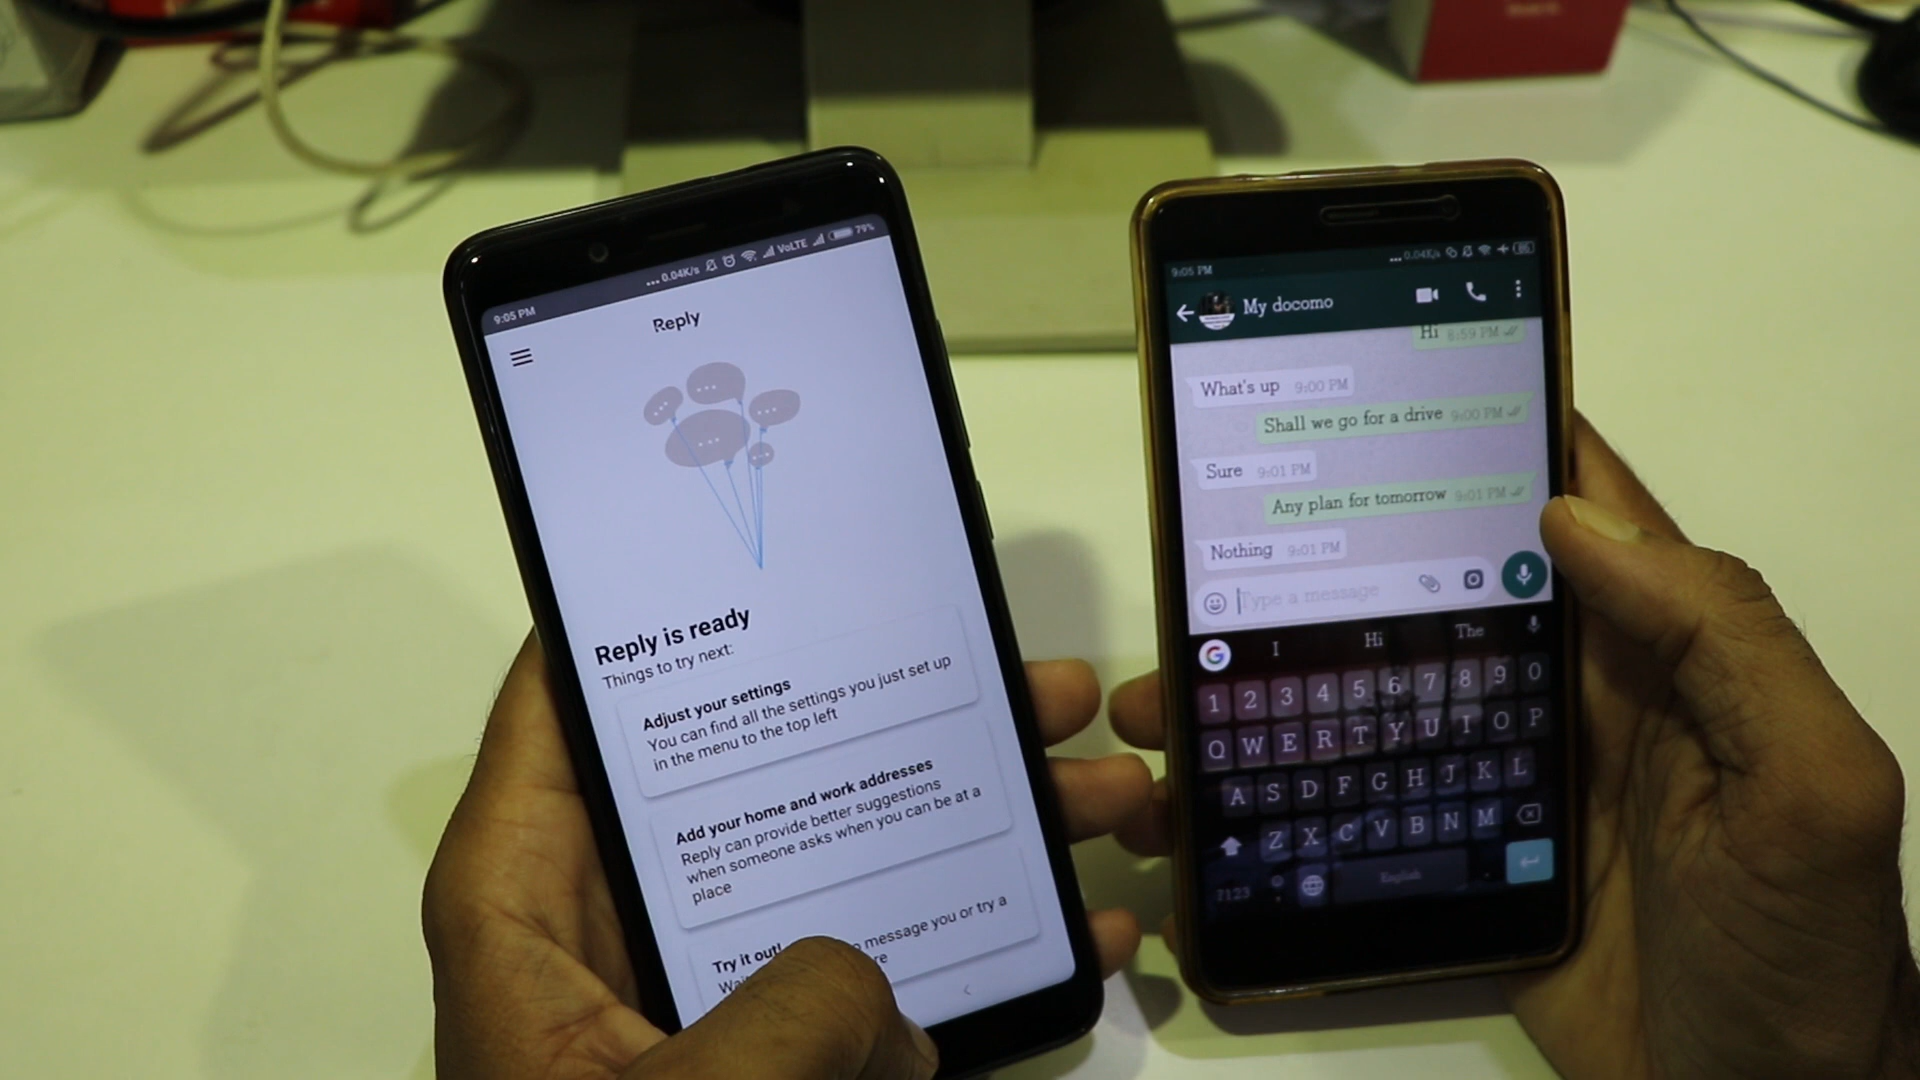 9:05 PM
... 0.04K/s VoLTE 79%
Reply
Reply is ready
Things to try next:
Adjust your settings
You can find all the settings you just set up
in the menu to the top left
Add your home and work addresses
Reply can provide better suggestions
when someone asks when you can be at a
place
Try it out!
message you or try a
9:05 PM
... 0.04K/s
My docomo
Hi 8:59 PM
What's up 9:00 PM
Shall we go for a drive 9:00 PM
Sure 9:01 PM
Any plan for tomorrow 9:01 PM
Nothing 9:01 PM
Type a message
G I Hi The
1 2 3 4 5 6 7 8 9 0
Q W E R T Y U I O P
A S D F G H J K L
Z X C V B N M
?123 English .